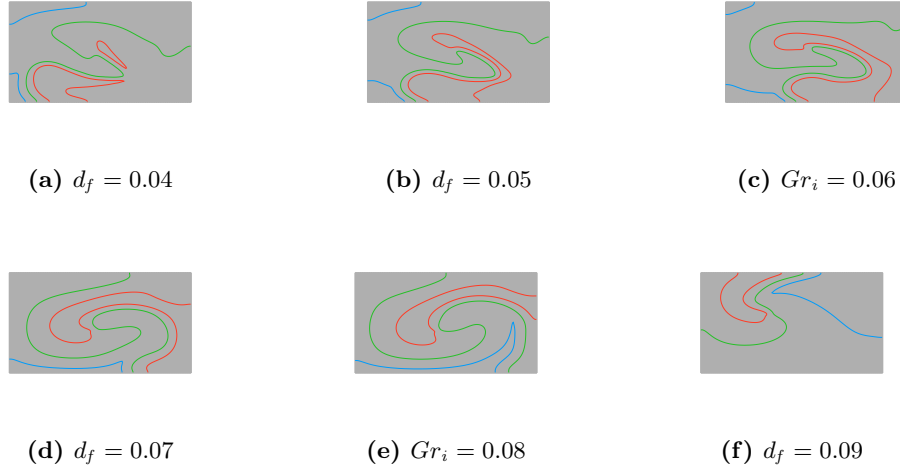 (a) d_f = 0.04
(b) d_f = 0.05
(c) Gr_i = 0.06
(d) d_f = 0.07
(e) Gr_i = 0.08
(f) d_f = 0.09